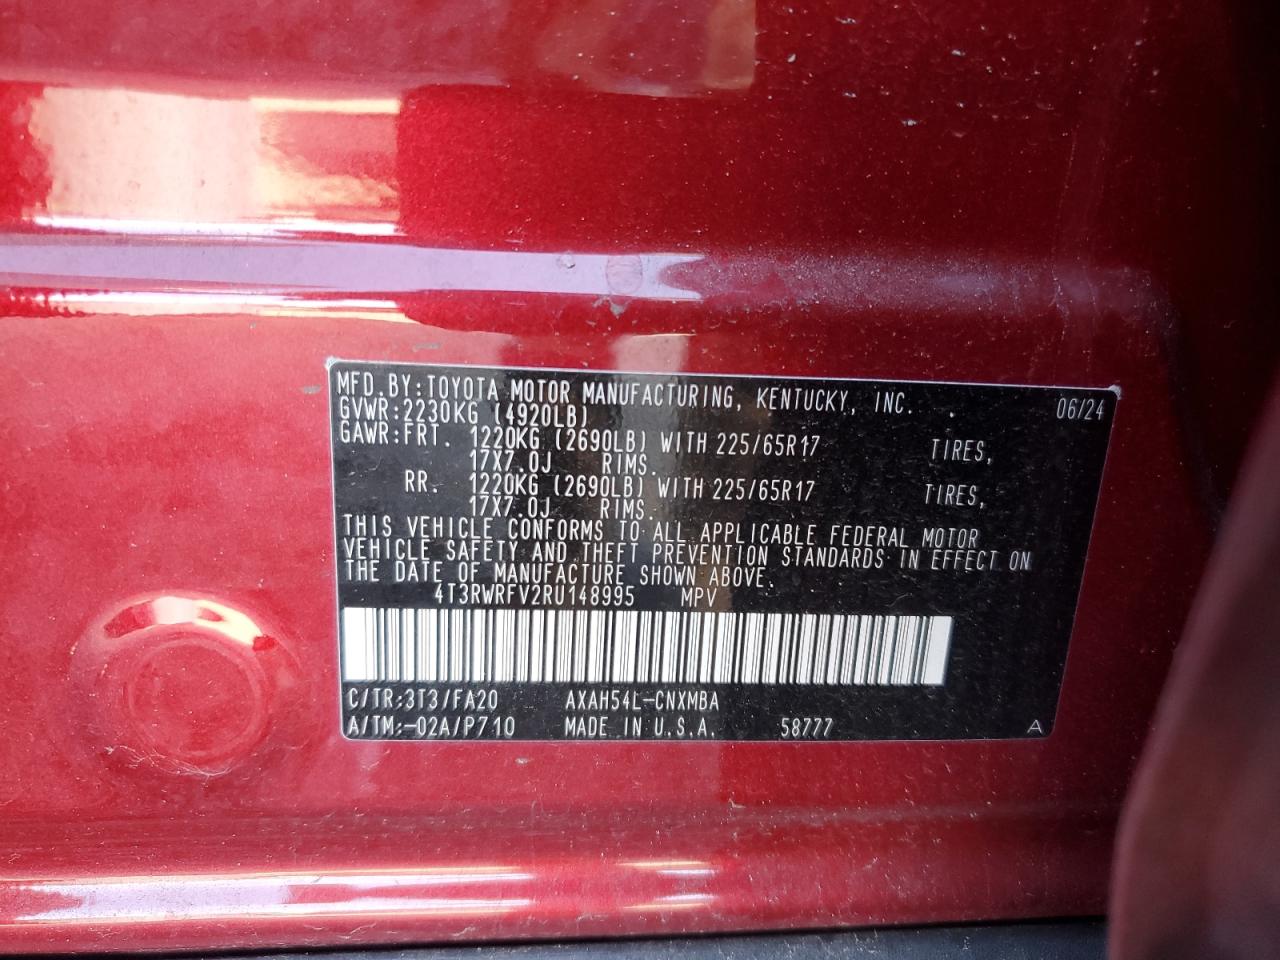 MFD. BY: TOYOTA MOTOR MANUFACTURING, KENTUCKY, INC. 06/24
GVWR: 2230KG (4920LB)
GAWR: FRT. 1220KG (2690LB) WITH 225/65R17 TIRES,
17X7.0J RIMS.
RR. 1220KG (2690LB) WITH 225/65R17 TIRES,
17X7.0J RIMS.
THIS VEHICLE CONFORMS TO ALL APPLICABLE FEDERAL MOTOR
VEHICLE SAFETY AND THEFT PREVENTION STANDARDS IN EFFECT ON
THE DATE OF MANUFACTURE SHOWN ABOVE.
4T3RWRFV2RU148995 MPV
C/TR: 3T3/FA20 AXAH54L-CNXMBA
A/TM: -02A/P710 MADE IN U.S.A. 58777 A